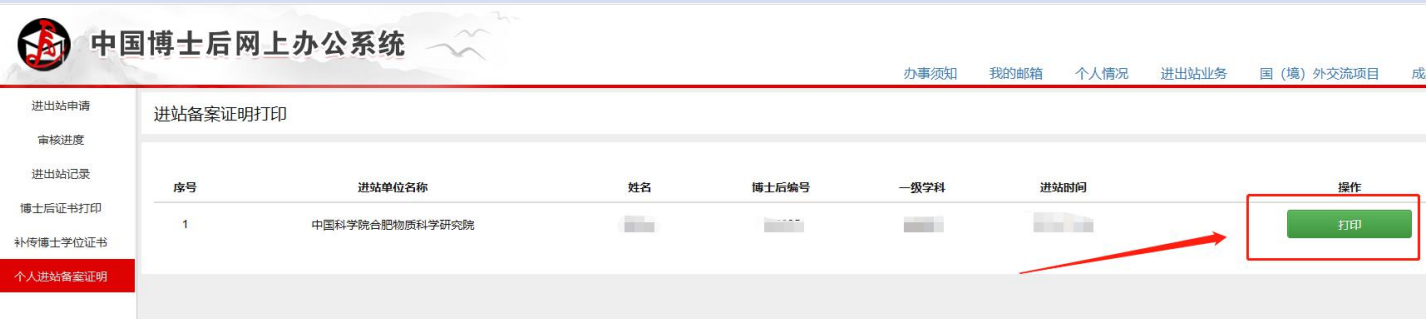 中国博士后网上办公系统
办事须知 我的邮箱 个人情况 进出站业务 国（境）外交流项目 成
进出站申请
审核进度
进出站记录
博士后证书打印
补传博士学位证书
个人进站备案证明
进站备案证明打印
序号 进站单位名称 姓名 博士后编号 一级学科 进站时间 操作
1 中国科学院合肥物质科学研究院 打印